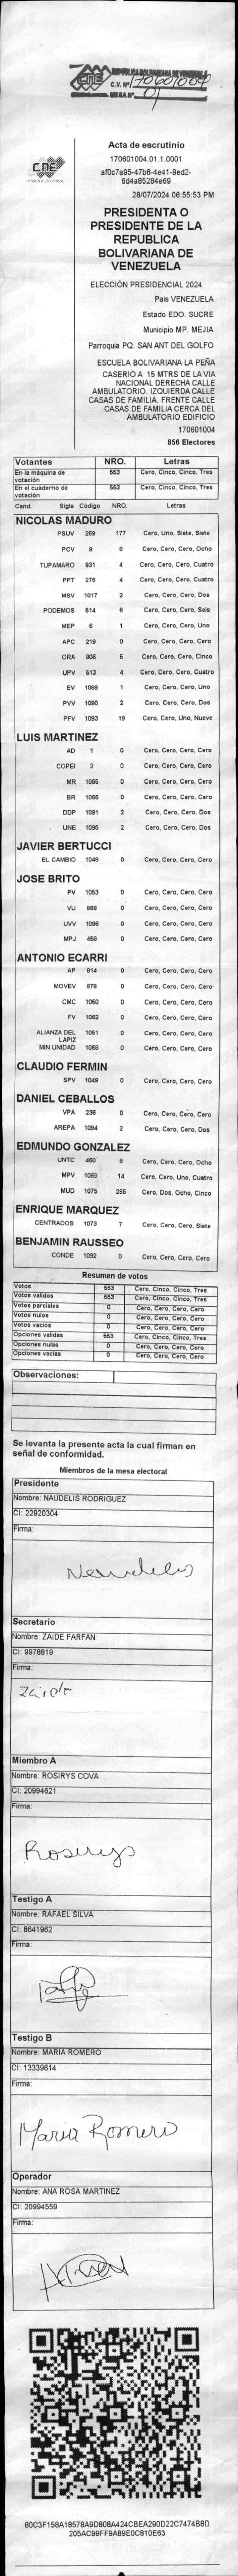 REPÚBLICA BOLIVARIANA DE VENEZUELA
CNE
C.V. Nº 170601004
MESA Nº 01
CNE
Acta de escrutinio
170601004.01.1.0001
af0c7a95-47b8-4e41-9ed2-
6d4a85284e69
28/07/2024 06:55:53 PM
PRESIDENTA O
PRESIDENTE DE LA
REPUBLICA
BOLIVARIANA DE
VENEZUELA
ELECCIÓN PRESIDENCIAL 2024
País VENEZUELA
Estado EDO. SUCRE
Municipio MP. MEJIA
Parroquia PQ. SAN ANT DEL GOLFO
ESCUELA BOLIVARIANA LA PEÑA
CASERIO A 15 MTRS DE LA VIA
NACIONAL DERECHA CALLE
AMBULATORIO. IZQUIERDA CALLE
CASAS DE FAMILIA. FRENTE CALLE
CASAS DE FAMILIA CERCA DEL
AMBULATORIO EDIFICIO
170601004
856 Electores
Votantes NRO. Letras
En la máquina de votación 553 Cero, Cinco, Cinco, Tres
En el cuaderno de votación 553 Cero, Cinco, Cinco, Tres
Cand. Sigla Código NRO. Letras
NICOLAS MADURO
PSUV 269 177 Cero, Uno, Siete, Siete
PCV 9 8 Cero, Cero, Cero, Ocho
TUPAMARO 931 4 Cero, Cero, Cero, Cuatro
PPT 276 4 Cero, Cero, Cero, Cuatro
MSV 1017 2 Cero, Cero, Cero, Dos
PODEMOS 514 6 Cero, Cero, Cero, Seis
MEP 6 1 Cero, Cero, Cero, Uno
APC 219 0 Cero, Cero, Cero, Cero
ORA 906 5 Cero, Cero, Cero, Cinco
UPV 513 4 Cero, Cero, Cero, Cuatro
EV 1089 1 Cero, Cero, Cero, Uno
PVV 1090 2 Cero, Cero, Cero, Dos
PFV 1093 19 Cero, Cero, Uno, Nueve
LUIS MARTINEZ
AD 1 0 Cero, Cero, Cero, Cero
COPEI 2 0 Cero, Cero, Cero, Cero
MR 1065 0 Cero, Cero, Cero, Cero
BR 1066 0 Cero, Cero, Cero, Cero
DDP 1091 2 Cero, Cero, Cero, Dos
UNE 1095 2 Cero, Cero, Cero, Dos
JAVIER BERTUCCI
EL CAMBIO 1048 0 Cero, Cero, Cero, Cero
JOSE BRITO
PV 1053 0 Cero, Cero, Cero, Cero
VU 868 0 Cero, Cero, Cero, Cero
UVV 1096 0 Cero, Cero, Cero, Cero
MPJ 459 0 Cero, Cero, Cero, Cero
ANTONIO ECARRI
AP 814 0 Cero, Cero, Cero, Cero
MOVEV 878 0 Cero, Cero, Cero, Cero
CMC 1050 0 Cero, Cero, Cero, Cero
FV 1062 0 Cero, Cero, Cero, Cero
ALIANZA DEL LAPIZ 1051 0 Cero, Cero, Cero, Cero
MIN UNIDAD 1069 0 Cero, Cero, Cero, Cero
CLAUDIO FERMIN
SPV 1049 0 Cero, Cero, Cero, Cero
DANIEL CEBALLOS
VPA 236 0 Cero, Cero, Cero, Cero
AREPA 1094 2 Cero, Cero, Cero, Dos
EDMUNDO GONZALEZ
UNTC 460 8 Cero, Cero, Cero, Ocho
MPV 1069 14 Cero, Cero, Uno, Cuatro
MUD 1075 285 Cero, Dos, Ocho, Cinco
ENRIQUE MARQUEZ
CENTRADOS 1073 7 Cero, Cero, Cero, Siete
BENJAMIN RAUSSEO
CONDE 1092 0 Cero, Cero, Cero, Cero
Resumen de votos
Votos 553 Cero, Cinco, Cinco, Tres
Votos validos 553 Cero, Cinco, Cinco, Tres
Votos parciales 0 Cero, Cero, Cero, Cero
Votos nulos 0 Cero, Cero, Cero, Cero
Votos vacios 0 Cero, Cero, Cero, Cero
Opciones validas 553 Cero, Cinco, Cinco, Tres
Opciones nulas 0 Cero, Cero, Cero, Cero
Opciones vacias 0 Cero, Cero, Cero, Cero
Observaciones:
Se levanta la presente acta la cual firman en
señal de conformidad.
Miembros de la mesa electoral
Presidente
Nombre: NAUDELIS RODRIGUEZ
CI: 22920304
Firma:
Naudelis
Secretario
Nombre: ZAIDE FARFAN
CI: 9978819
Firma:
Zaide
Miembro A
Nombre: ROSIRYS COVA
CI: 20994621
Firma:
Rosirys
Testigo A
Nombre: RAFAEL SILVA
CI: 8641962
Firma:
Testigo B
Nombre: MARIA ROMERO
CI: 13339614
Firma:
Maria Romero
Operador
Nombre: ANA ROSA MARTINEZ
CI: 20994559
Firma:
80C3F158A18578A9D808A424CBEA290D22C7474B8D
205AC99FF9A89E0C810E63